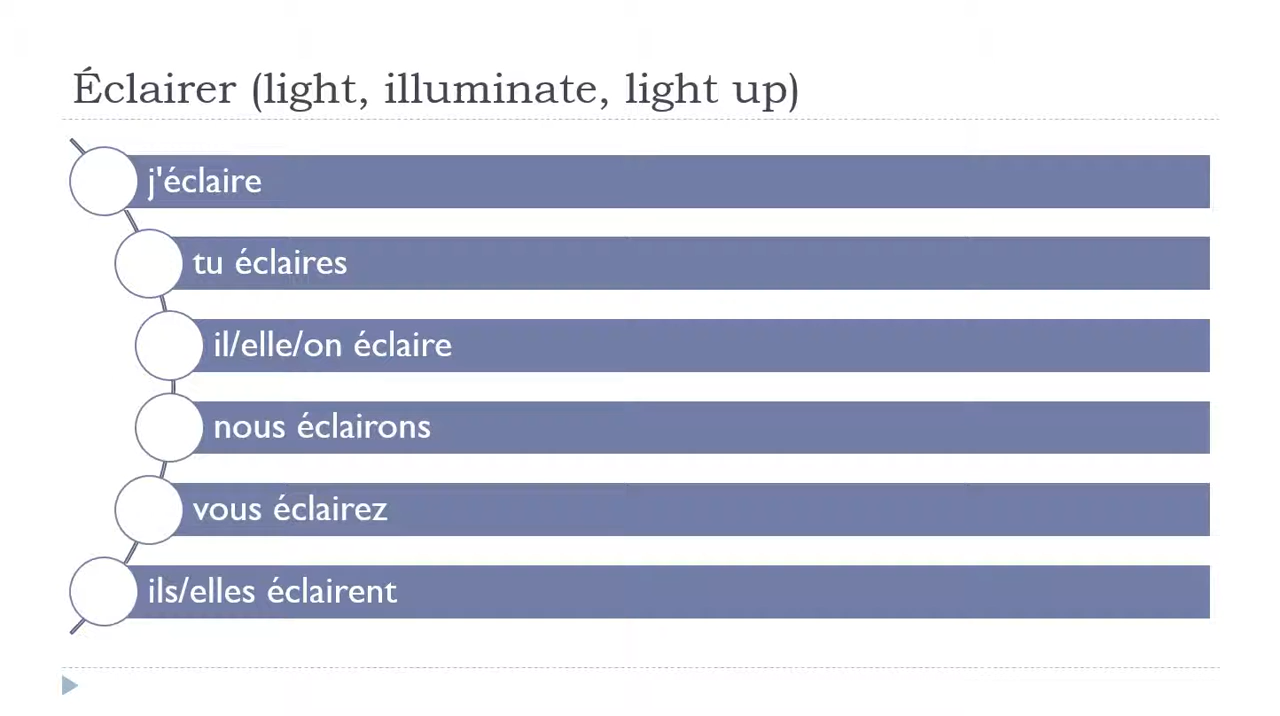 Éclairer (light, illuminate, light up)
j'éclaire
tu éclaires
il/elle/on éclaire
nous éclairons
vous éclairez
ils/elles éclairent